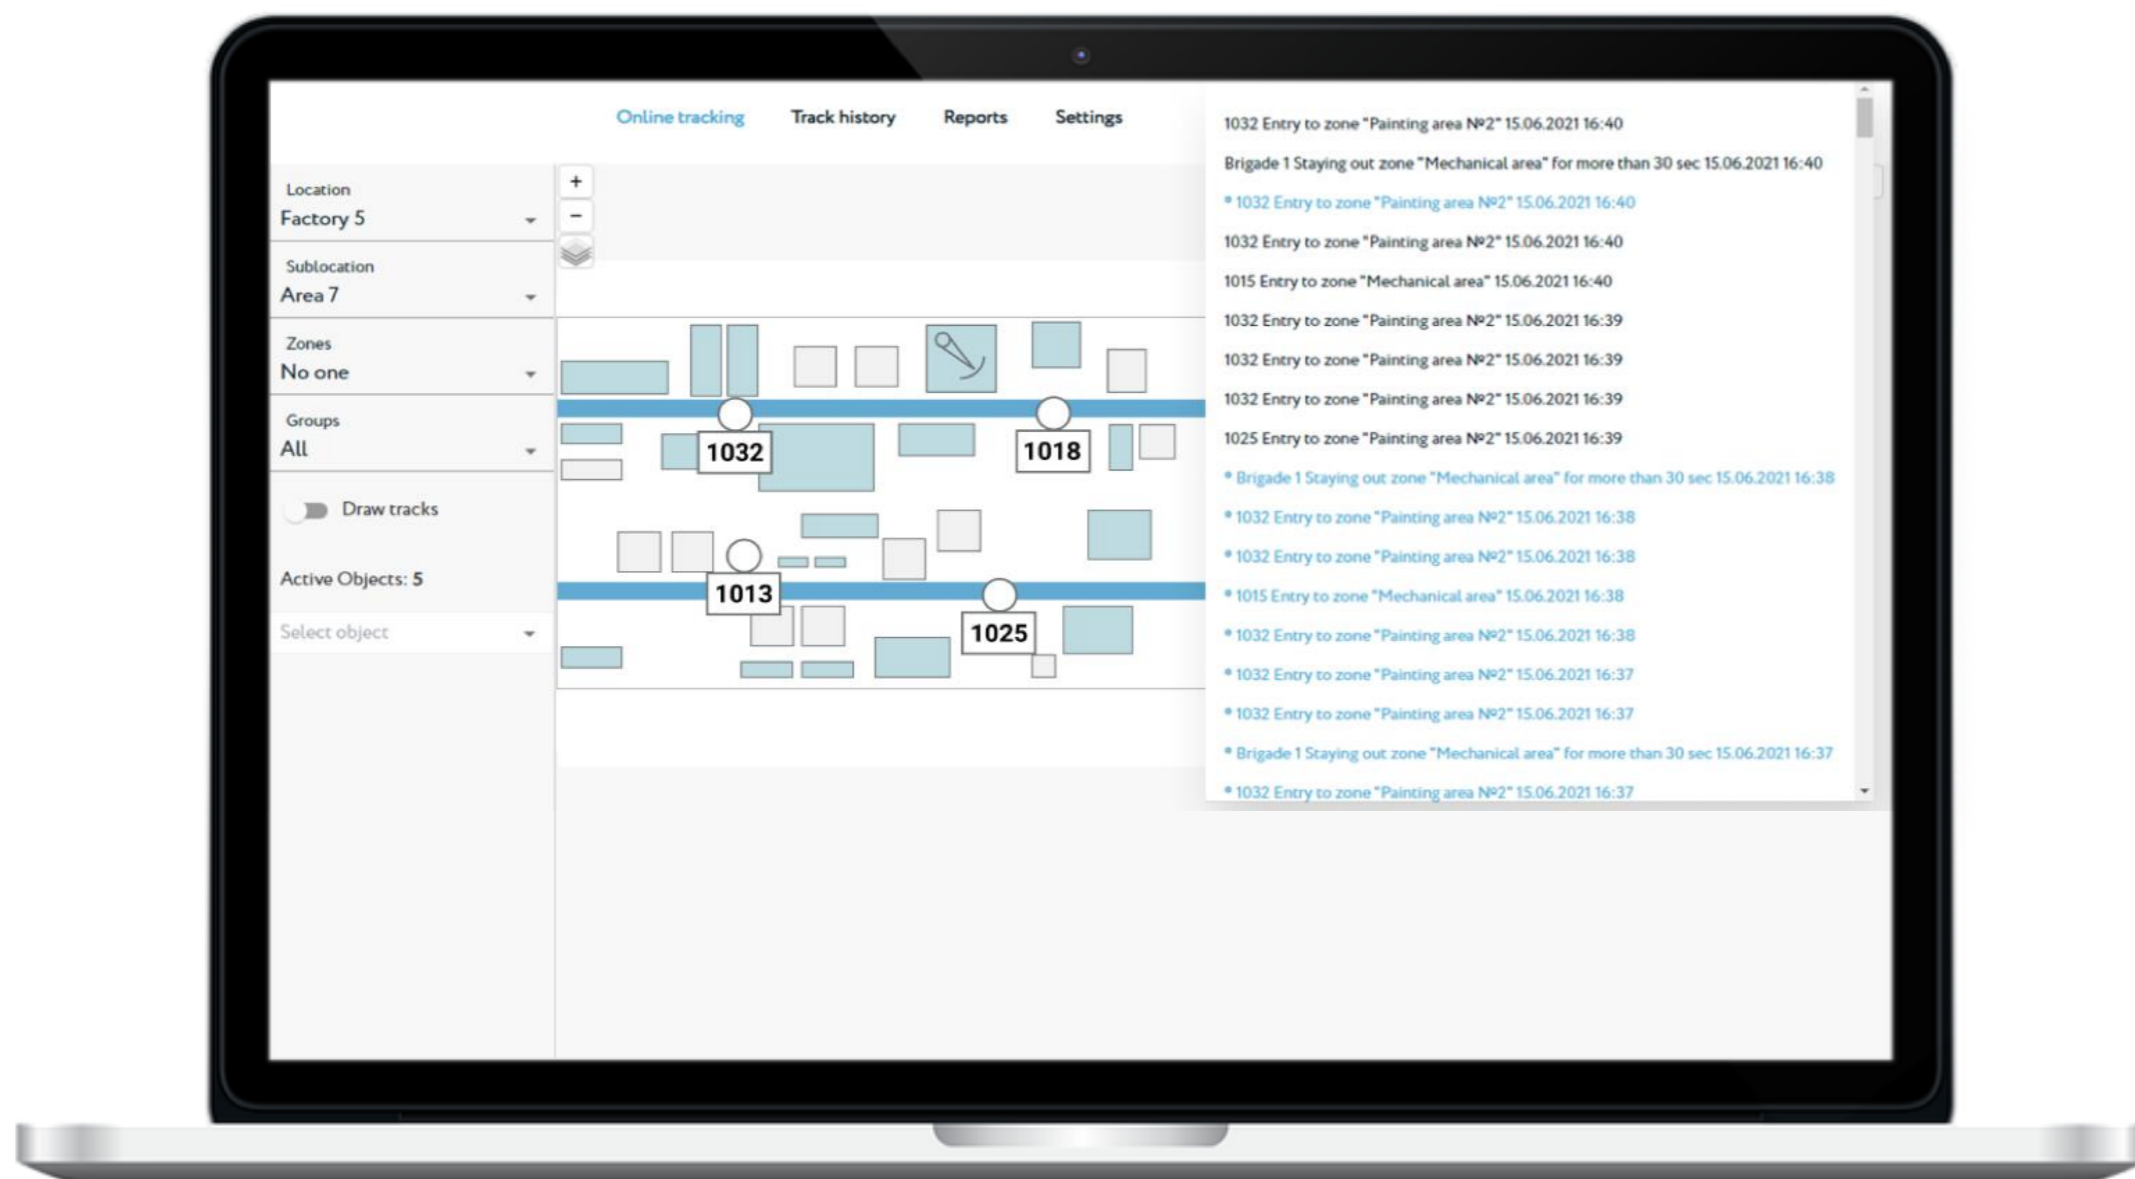 Online tracking Track history Reports Settings
Location
Factory 5
Sublocation
Area 7
Zones
No one
Groups
All
Draw tracks
Active Objects: 5
Select object
+
−
1032
1018
1013
1025
1032 Entry to zone "Painting area №2" 15.06.2021 16:40
Brigade 1 Staying out zone "Mechanical area" for more than 30 sec 15.06.2021 16:40
* 1032 Entry to zone "Painting area №2" 15.06.2021 16:40
1032 Entry to zone "Painting area №2" 15.06.2021 16:40
1015 Entry to zone "Mechanical area" 15.06.2021 16:40
1032 Entry to zone "Painting area №2" 15.06.2021 16:39
1032 Entry to zone "Painting area №2" 15.06.2021 16:39
1032 Entry to zone "Painting area №2" 15.06.2021 16:39
1025 Entry to zone "Painting area №2" 15.06.2021 16:39
* Brigade 1 Staying out zone "Mechanical area" for more than 30 sec 15.06.2021 16:38
* 1032 Entry to zone "Painting area №2" 15.06.2021 16:38
* 1032 Entry to zone "Painting area №2" 15.06.2021 16:38
* 1015 Entry to zone "Mechanical area" 15.06.2021 16:38
* 1032 Entry to zone "Painting area №2" 15.06.2021 16:38
* 1032 Entry to zone "Painting area №2" 15.06.2021 16:37
* 1032 Entry to zone "Painting area №2" 15.06.2021 16:37
* Brigade 1 Staying out zone "Mechanical area" for more than 30 sec 15.06.2021 16:37
* 1032 Entry to zone "Painting area №2" 15.06.2021 16:37